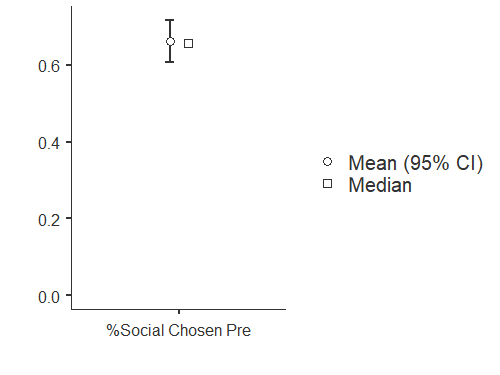 0.6
0.4
0.2
0.0
%Social Chosen Pre
Mean (95% CI)
Median